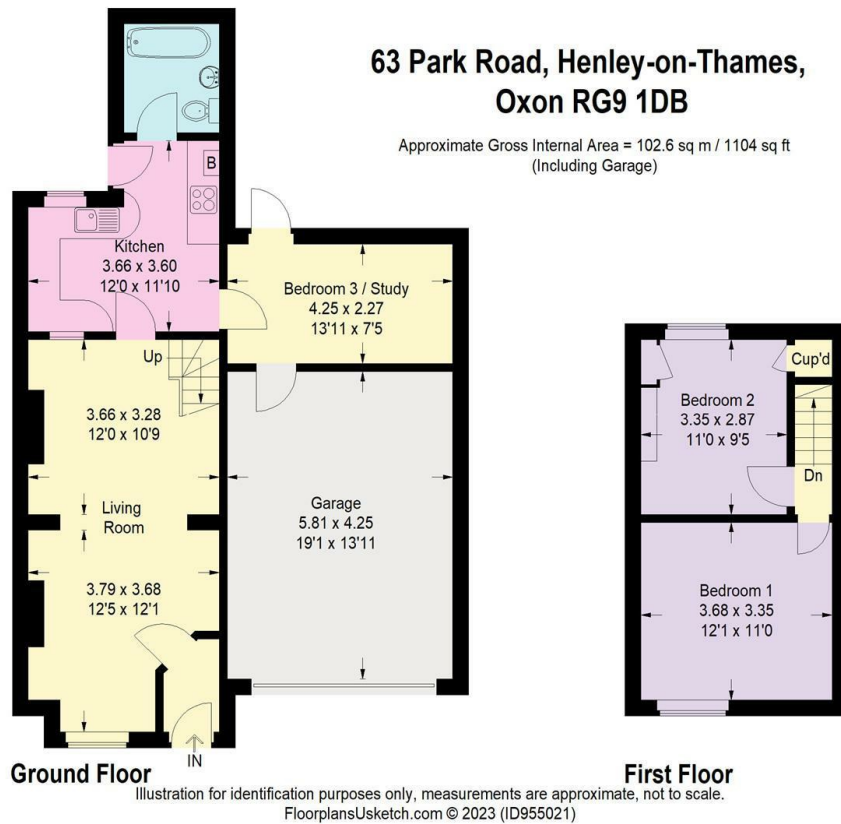 63 Park Road, Henley-on-Thames,
Oxon RG9 1DB
Approximate Gross Internal Area = 102.6 sq m / 1104 sq ft
(Including Garage)
B
Kitchen
3.66 x 3.60
12'0 x 11'10
Bedroom 3 / Study
4.25 x 2.27
13'11 x 7'5
Up
3.66 x 3.28
12'0 x 10'9
Living
Room
3.79 x 3.68
12'5 x 12'1
Garage
5.81 x 4.25
19'1 x 13'11
IN
Cup'd
Bedroom 2
3.35 x 2.87
11'0 x 9'5
Dn
Bedroom 1
3.68 x 3.35
12'1 x 11'0
Ground Floor
First Floor
Illustration for identification purposes only, measurements are approximate, not to scale.
FloorplansUsketch.com © 2023 (ID955021)